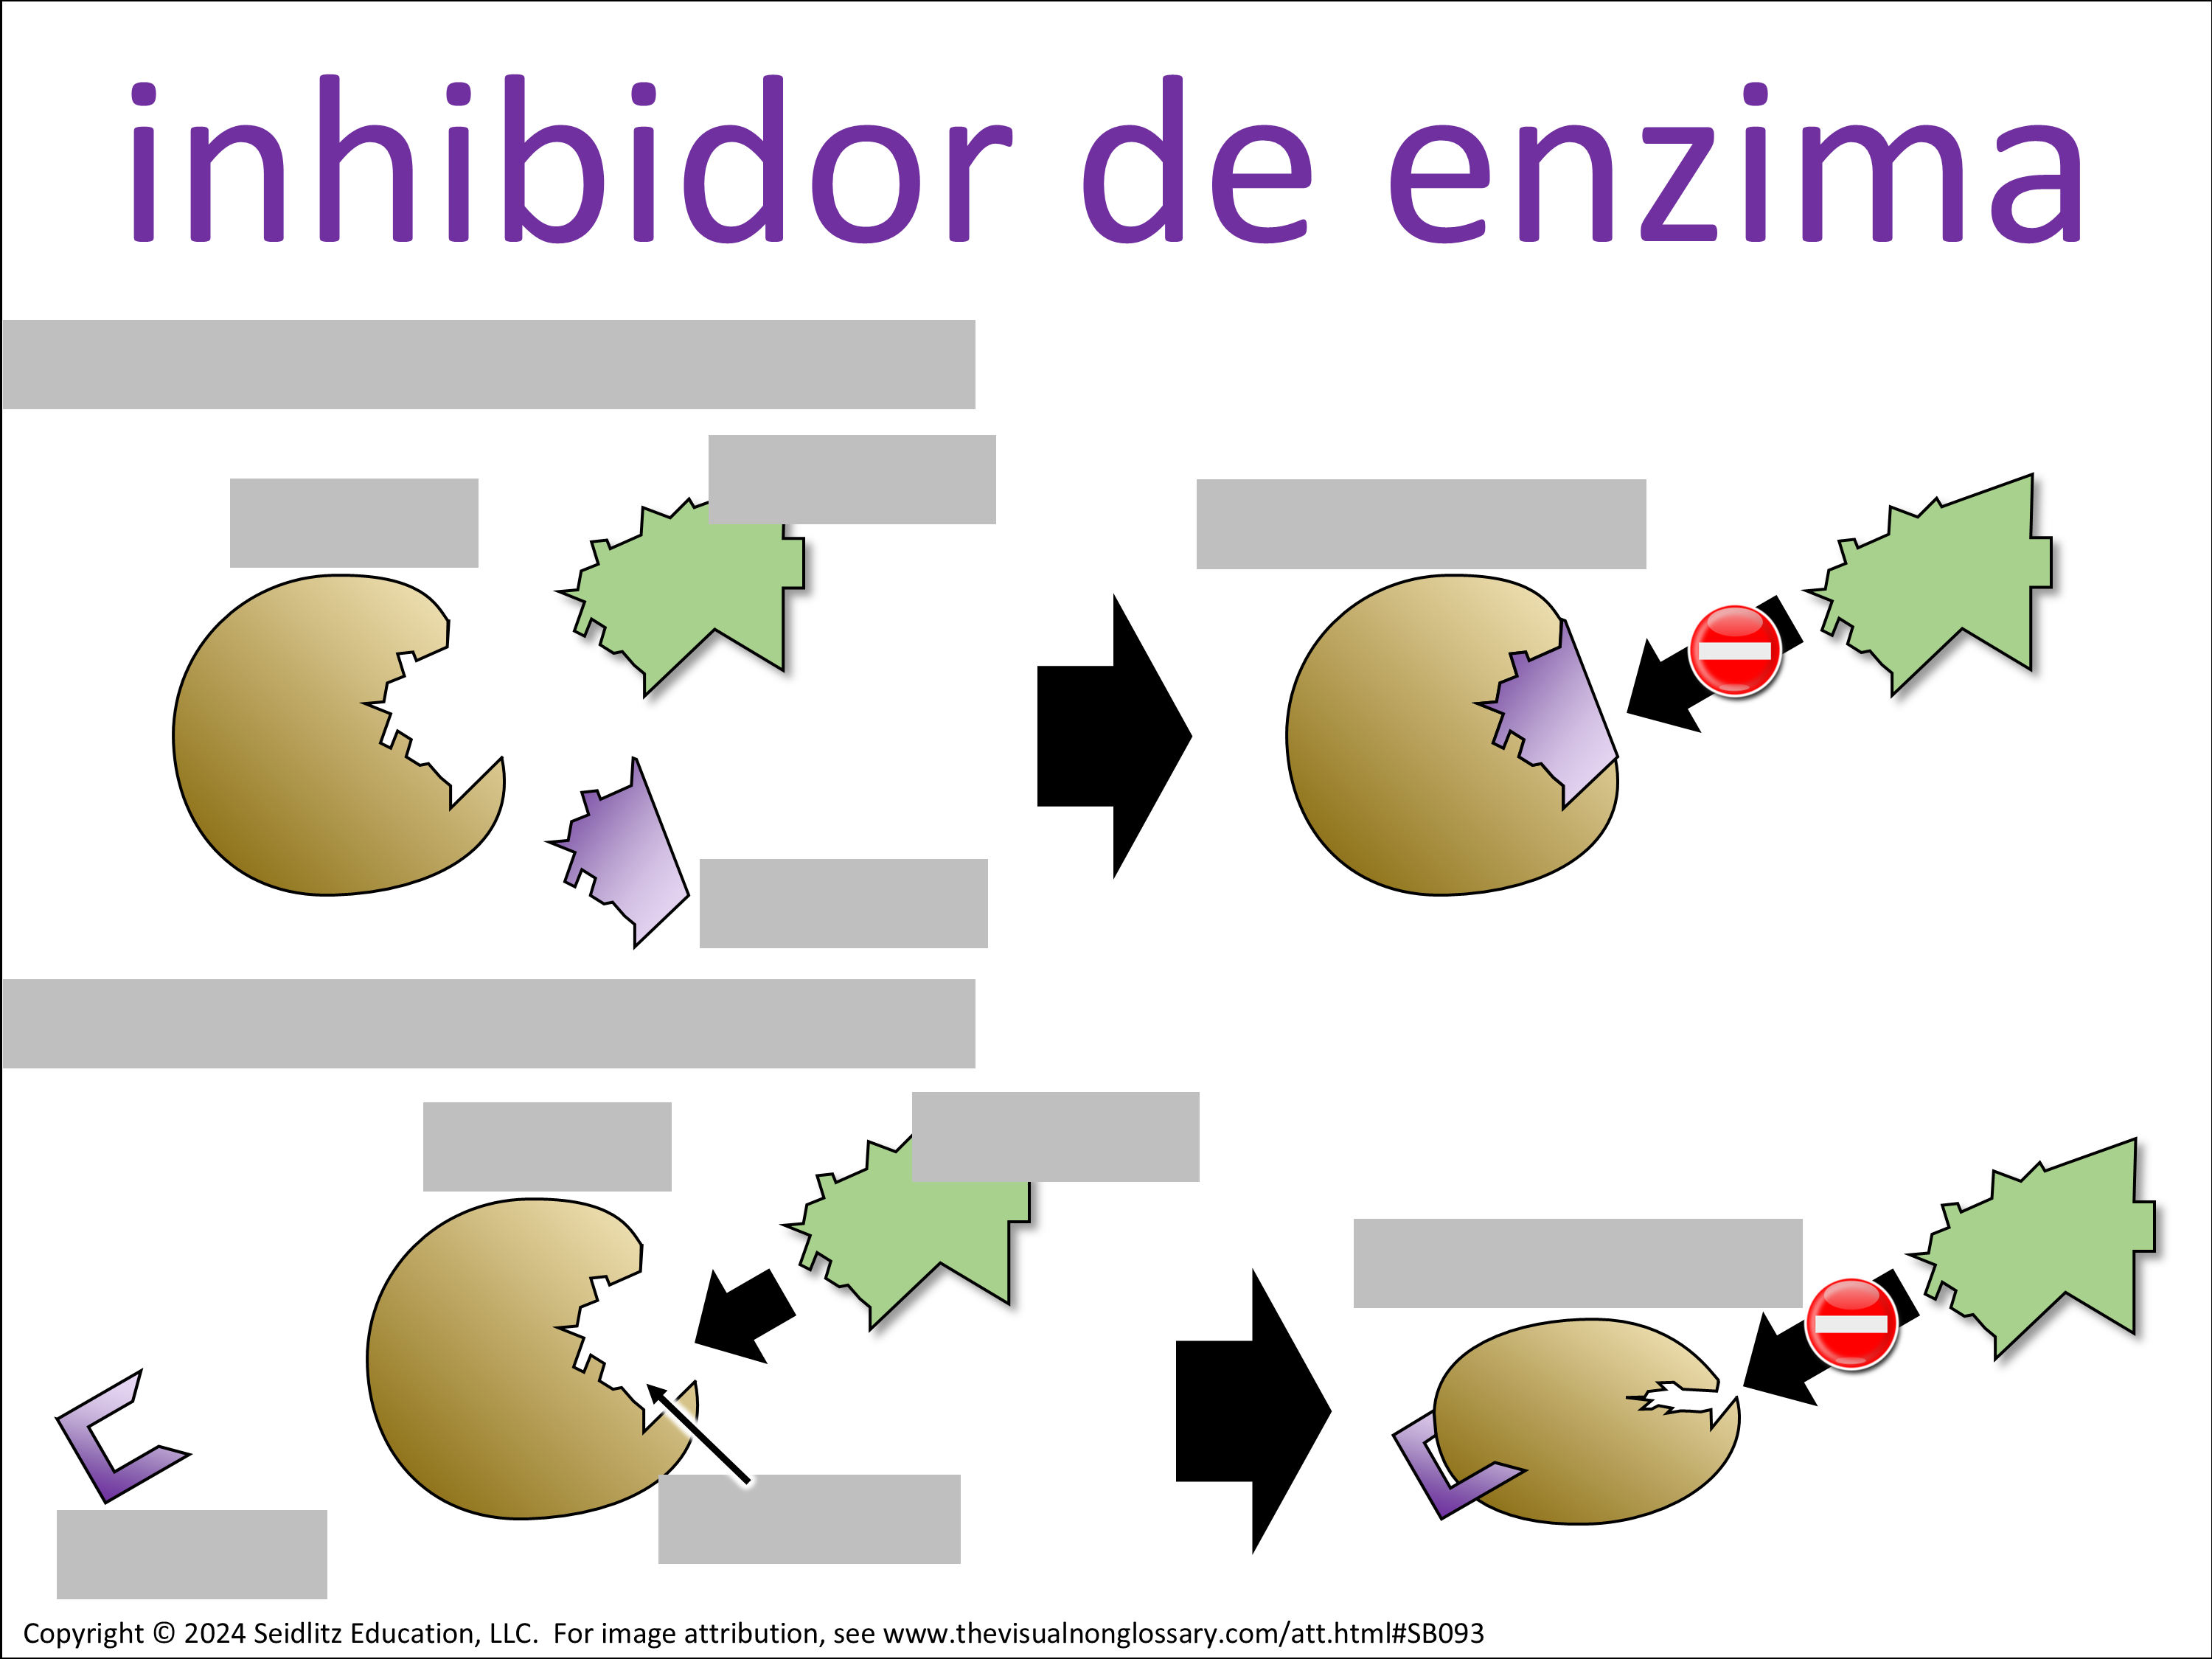 inhibidor de enzima
Copyright © 2024 Seidlitz Education, LLC. For image attribution, see www.thevisualnonglossary.com/att.html#SB093